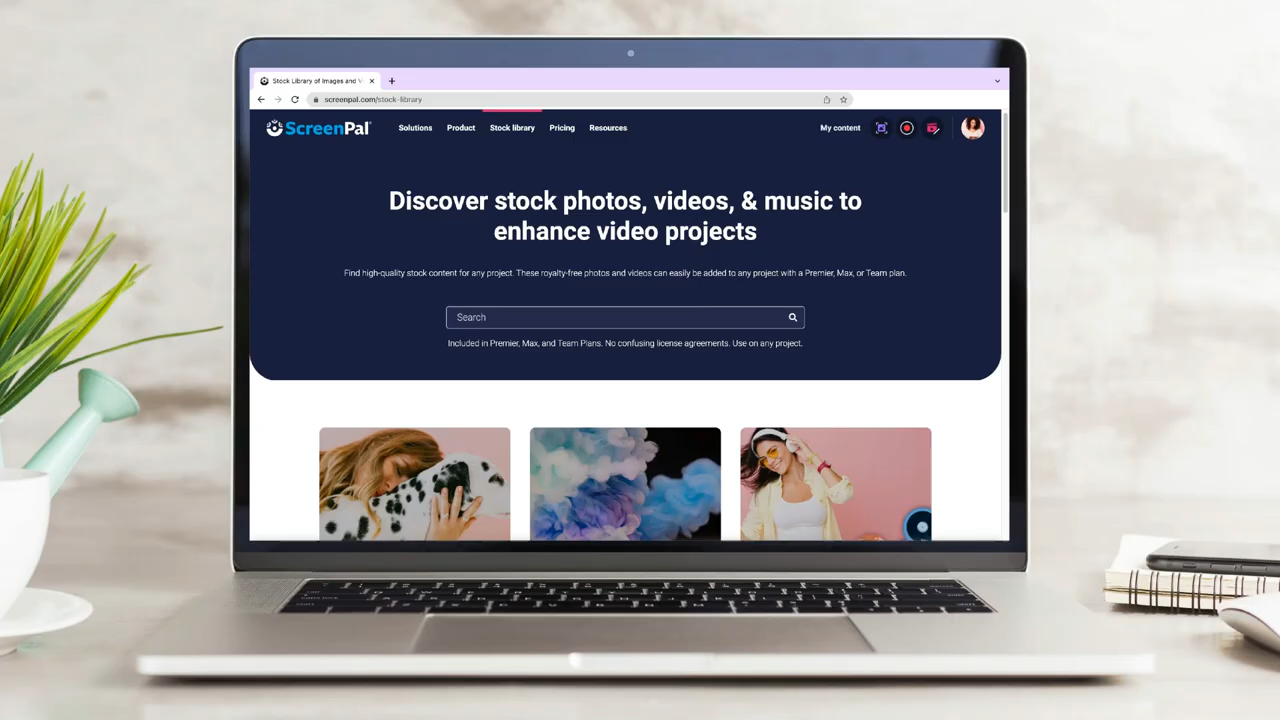 Stock Library of Images and V
screenpal.com/stock-library
ScreenPal
Solutions
Product
Stock library
Pricing
Resources
My content
Discover stock photos, videos, & music to
enhance video projects
Find high-quality stock content for any project. These royalty-free photos and videos can easily be added to any project with a Premier, Max, or Team plan.
Search
Included in Premier, Max, and Team Plans. No confusing license agreements. Use on any project.